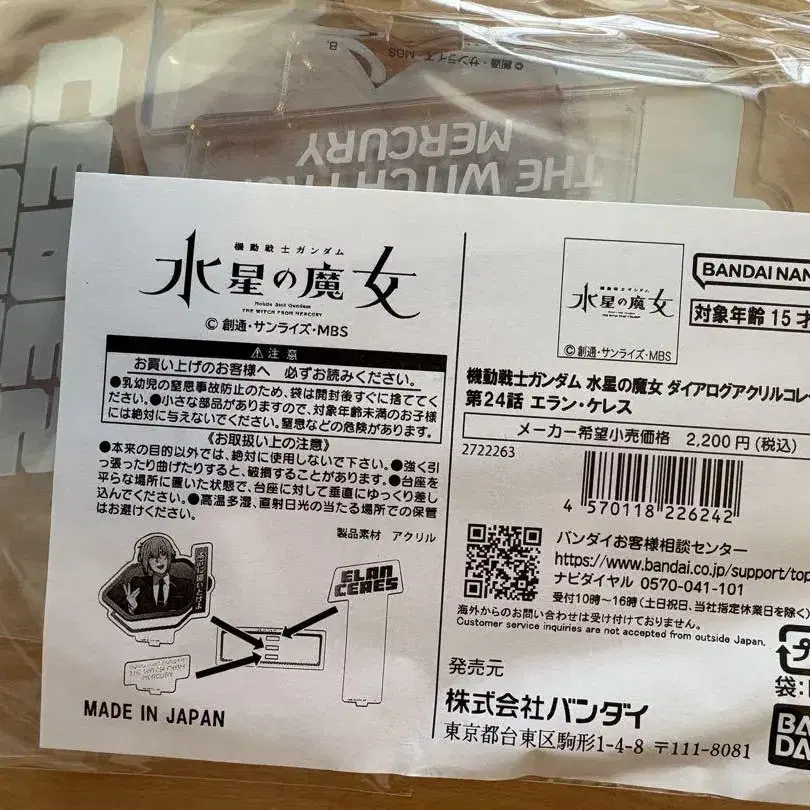 ©創通・サンライズ・MBS
THE WITCH FROM
MERCURY
機動戦士ガンダム
水星の魔女
Mobile Suit Gundam
THE WITCH FROM MERCURY
©創通・サンライズ・MBS
⚠注意
お買い上げのお客様へ 必ずお読みください。
●乳幼児の窒息事故防止のため、袋は開封後すぐに捨ててく
ださい。●小さな部品がありますので、対象年齢未満のお子様
には絶対に与えないでください。窒息などの危険があります。
《お取扱い上の注意》
●本来の目的以外では、絶対に使用しないで下さい。●強く引
っ張ったり曲げたりすると、破損することがあります。●台座を
平らな場所に置いた状態で、台座に対して垂直にゆっくり差し
込んでください。●高温多湿、直射日光の当たる場所での保管
はお避けください。
製品素材 アクリル
ELAN
CERES
MADE IN JAPAN
機動戦士ガンダム
水星の魔女
Mobile Suit Gundam
THE WITCH FROM MERCURY
©創通・サンライズ・MBS
BANDAI NAM
対象年齢 15才
機動戦士ガンダム 水星の魔女 ダイアログアクリルコレ
第24話 エラン・ケレス
メーカー希望小売価格 2,200円(税込)
2722263
4 570118 226242
バンダイお客様相談センター
https://www.bandai.co.jp/support/top
ナビダイヤル 0570-041-101
受付10時~16時(土日祝日、当社指定休業日を除く)
海外からのお問い合わせは受け付けておりません。
Customer service inquiries are not accepted from outside Japan.
プラ
袋:
発売元
株式会社バンダイ
東京都台東区駒形1-4-8 〒111-8081
BAN
DA